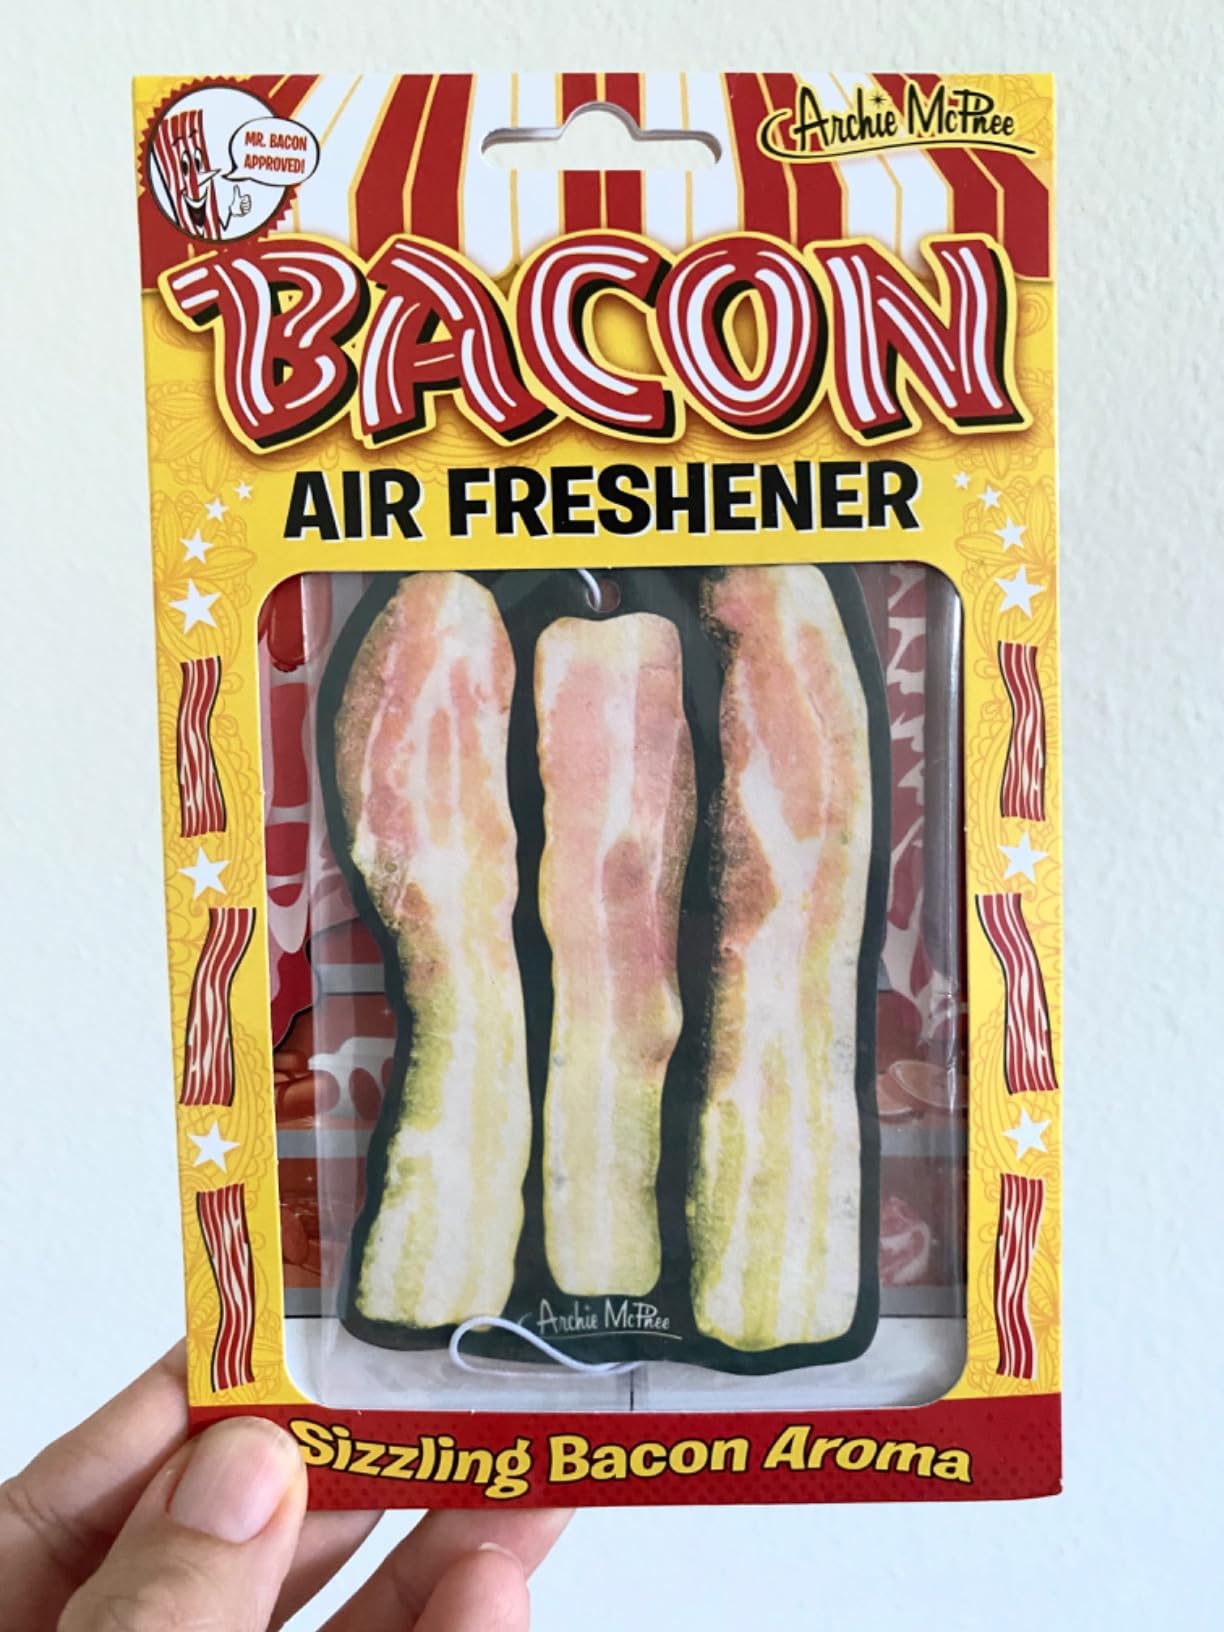 MR. BACON
APPROVED!
Archie McPhee
BACON
AIR FRESHENER
Archie McPhee
Sizzling Bacon Aroma